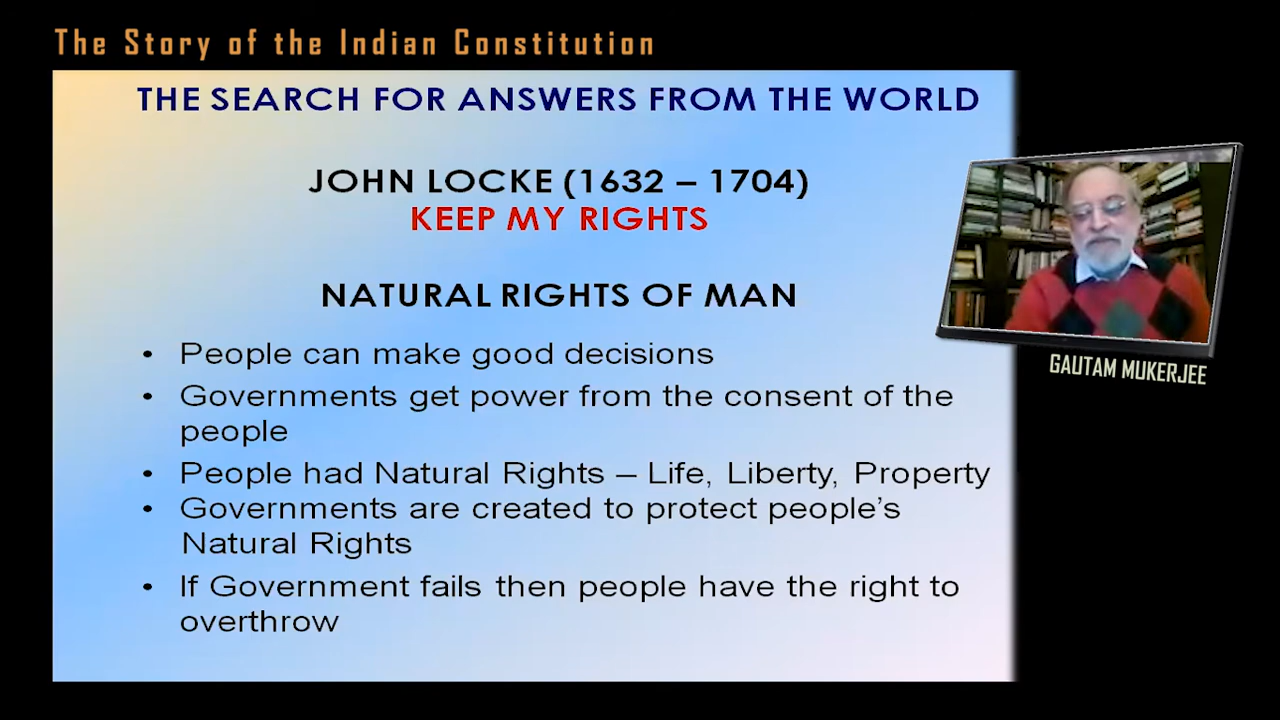 The Story of the Indian Constitution
THE SEARCH FOR ANSWERS FROM THE WORLD
JOHN LOCKE (1632 – 1704)
KEEP MY RIGHTS
NATURAL RIGHTS OF MAN
• People can make good decisions
• Governments get power from the consent of the
people
• People had Natural Rights – Life, Liberty, Property
• Governments are created to protect people’s
Natural Rights
• If Government fails then people have the right to
overthrow
GAUTAM MUKERJEE